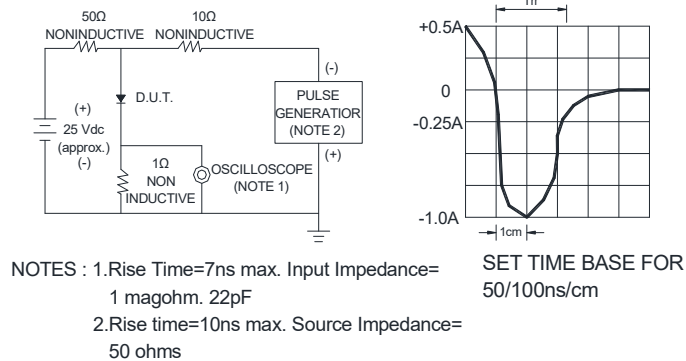 50Ω
NONINDUCTIVE
10Ω
NONINDUCTIVE
(+)
25 Vdc
(approx.)
(-)
D.U.T.
1Ω
NON
INDUCTIVE
OSCILLOSCOPE
(NOTE 1)
(-)
PULSE
GENERATIOR
(NOTE 2)
(+)
+0.5A
0
-0.25A
-1.0A
1cm
SET TIME BASE FOR
50/100ns/cm
NOTES : 1.Rise Time=7ns max. Input Impedance=
1 magohm. 22pF
2.Rise time=10ns max. Source Impedance=
50 ohms